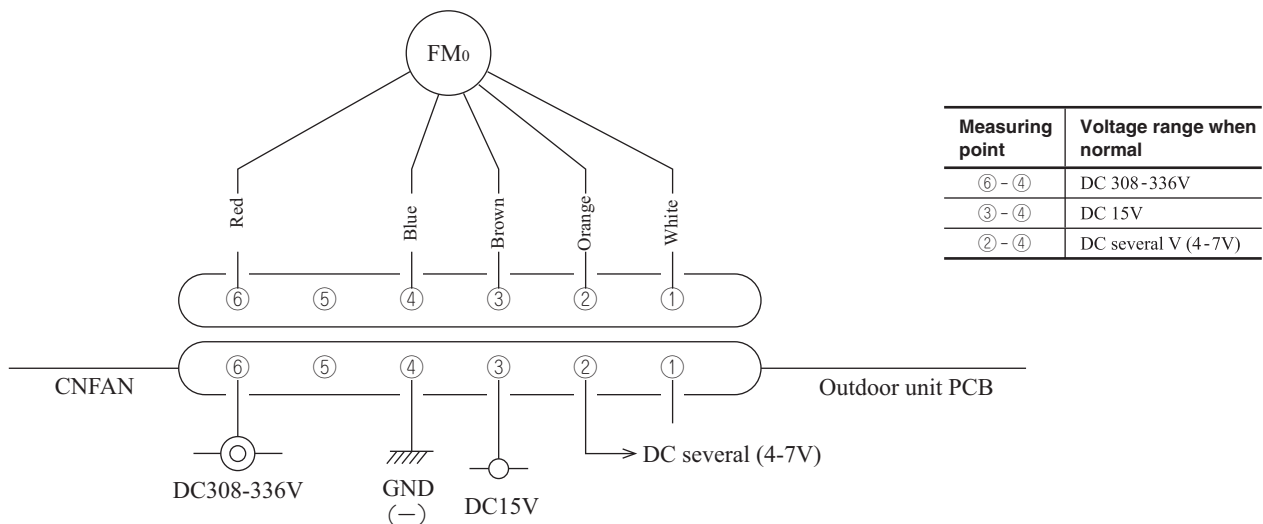 FM0
Red
Blue
Brown
Orange
White
⑥ ⑤ ④ ③ ② ①
⑥ ⑤ ④ ③ ② ①
CNFAN
Outdoor unit PCB
DC308-336V
GND
(－)
DC15V
DC several (4-7V)
Measuring point Voltage range when normal
⑥ - ④ DC 308-336V
③ - ④ DC 15V
② - ④ DC several V (4-7V)